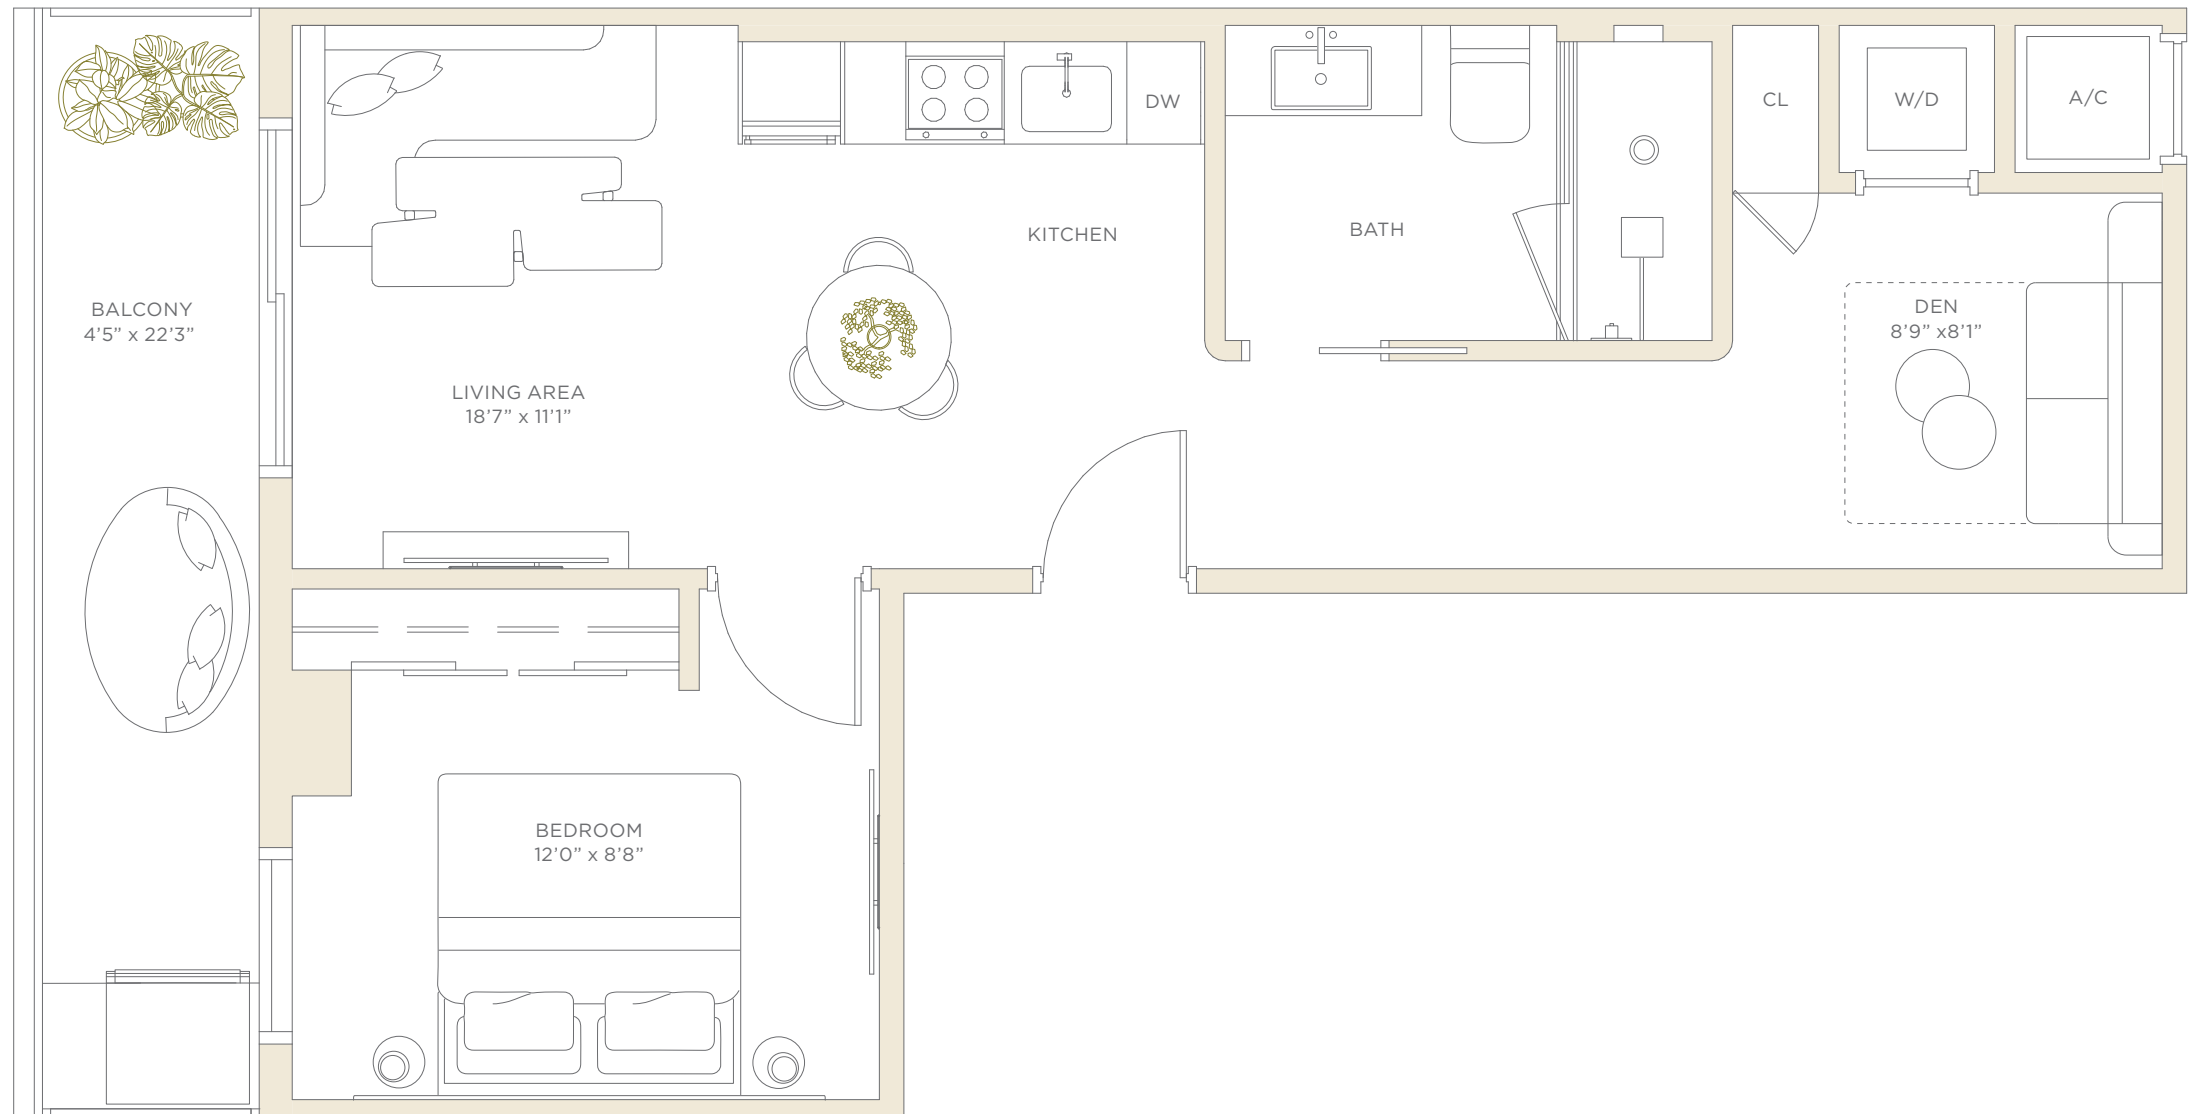 DW
CL
W/D
A/C
KITCHEN
BATH
BALCONY
4’5” x 22’3”
DEN
8’9” x8’1”
LIVING AREA
18’7” x 11’1”
BEDROOM
12’0” x 8’8”